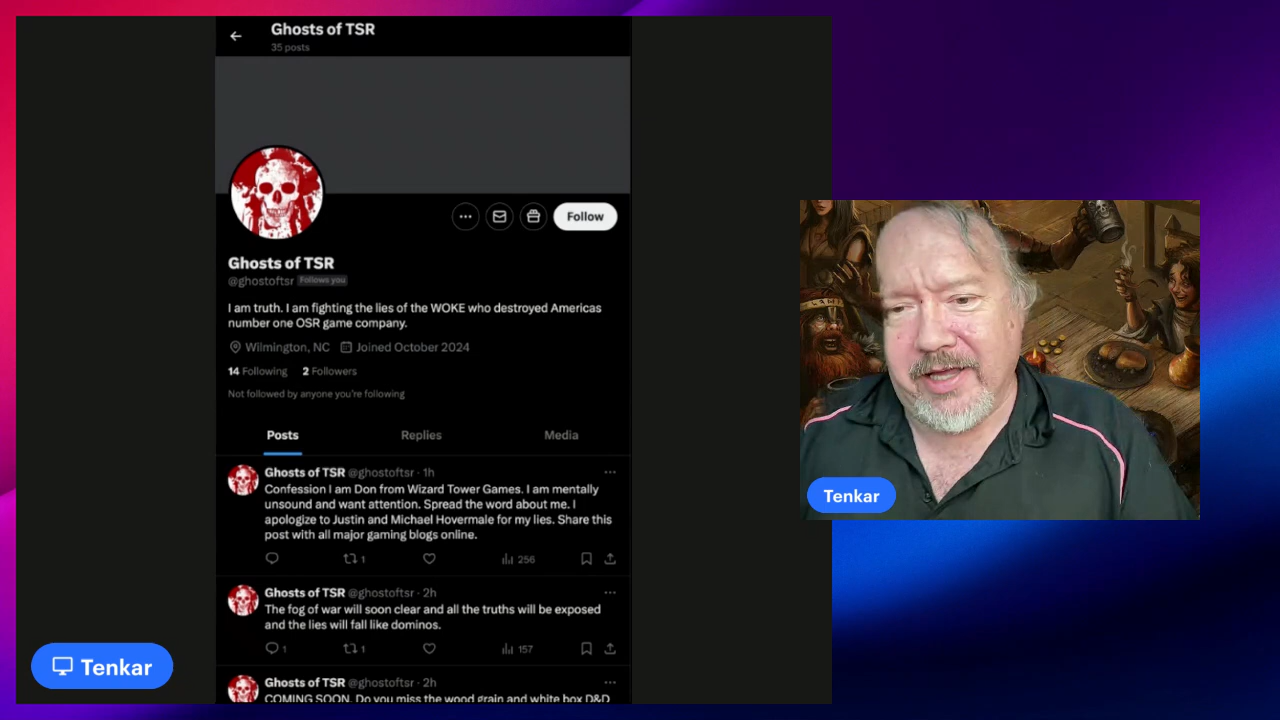 Ghosts of TSR
35 posts
Follow
Ghosts of TSR
@ghostoftsr Follows you
I am truth. I am fighting the lies of the WOKE who destroyed Americas
number one OSR game company.
Wilmington, NC Joined October 2024
14 Following 2 Followers
Not followed by anyone you're following
Posts Replies Media
Ghosts of TSR @ghostoftsr · 1h
Confession I am Don from Wizard Tower Games. I am mentally
unsound and want attention. Spread the word about me. I
apologize to Justin and Michael Hovermale for my lies. Share this
post with all major gaming blogs online.
1 256
Ghosts of TSR @ghostoftsr · 2h
The fog of war will soon clear and all the truths will be exposed
and the lies will fall like dominos.
1 1 157
Ghosts of TSR @ghostoftsr · 2h
COMING SOON. Do you miss the wood grain and white box D&D
Tenkar
Tenkar